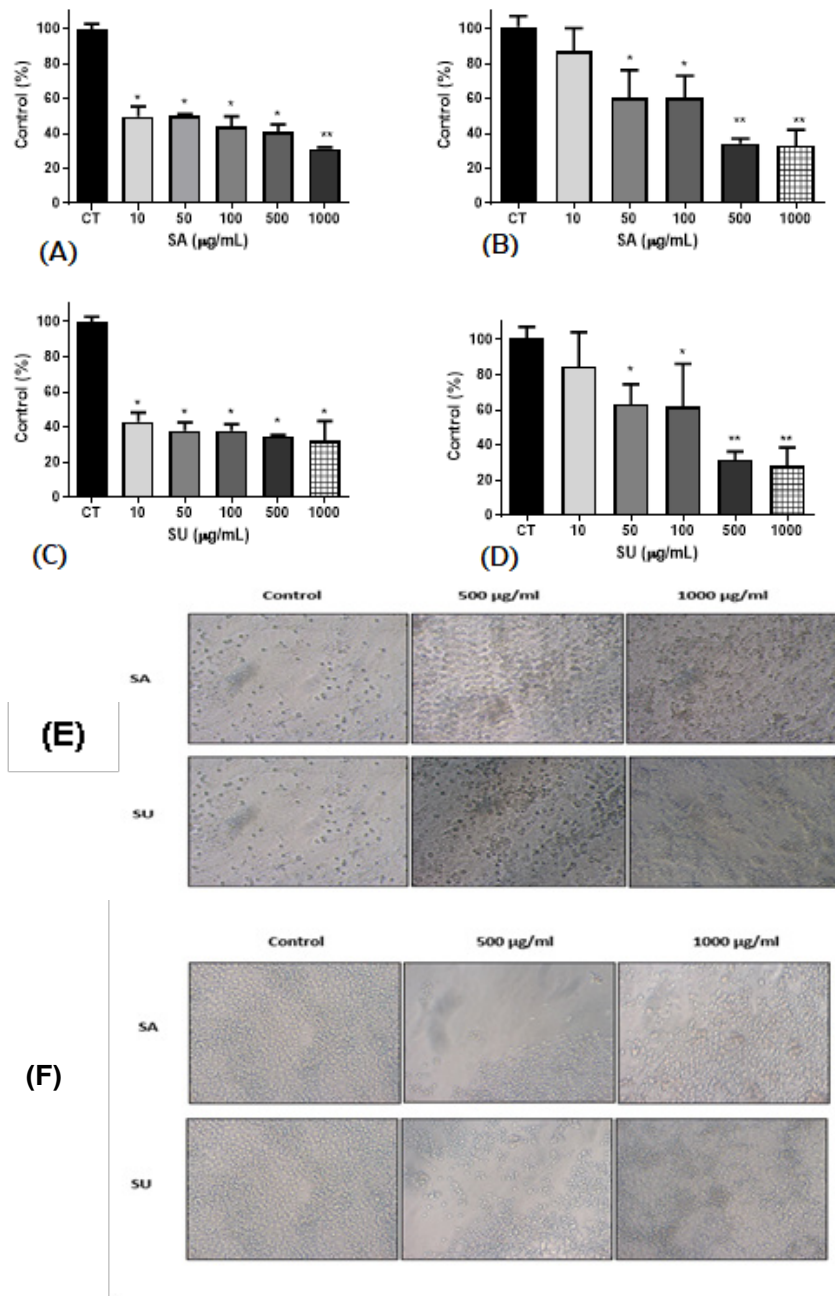 Control (%)
100
80
60
40
20
0
* * * * **
CT 10 50 100 500 1000
SA (µg/mL)
(A)
Control (%)
100
80
60
40
20
0
* * ** **
CT 10 50 100 500 1000
SA (µg/mL)
(B)
Control (%)
100
80
60
40
20
0
* * * * *
CT 10 50 100 500 1000
SU (µg/mL)
(C)
Control (%)
100
80
60
40
20
0
* * ** **
CT 10 50 100 500 1000
SU (µg/mL)
(D)
Control 500 µg/ml 1000 µg/ml
SA
(E)
SU
Control 500 µg/ml 1000 µg/ml
SA
(F)
SU